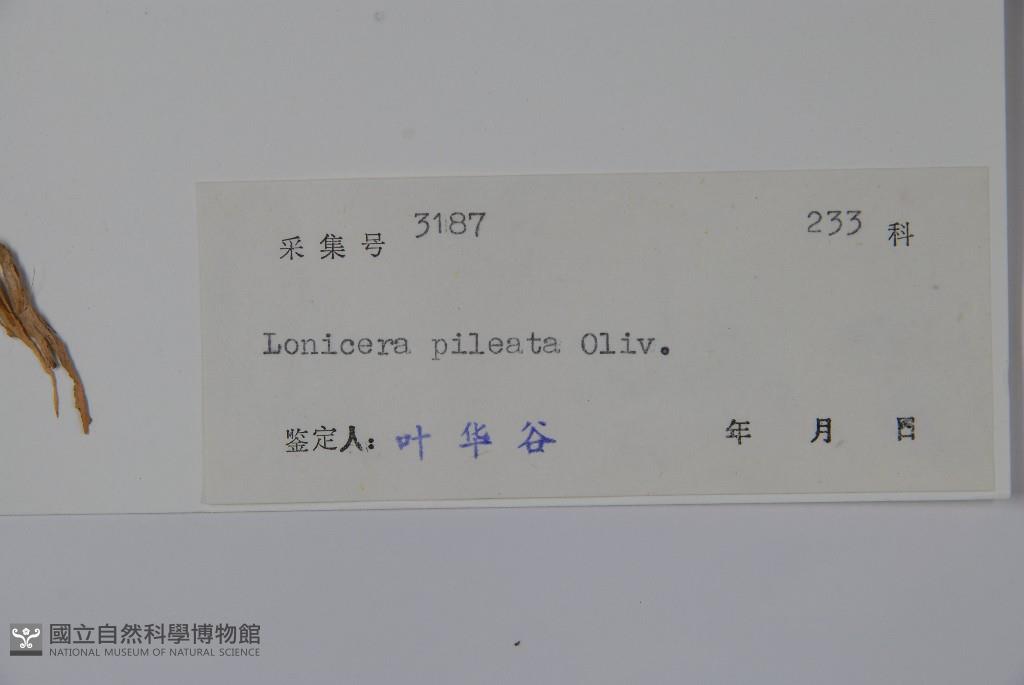 采集号 3187 233 科
Lonicera pileata Oliv.
鉴定人: 叶华谷 年 月 日
國立自然科學博物館
NATIONAL MUSEUM OF NATURAL SCIENCE